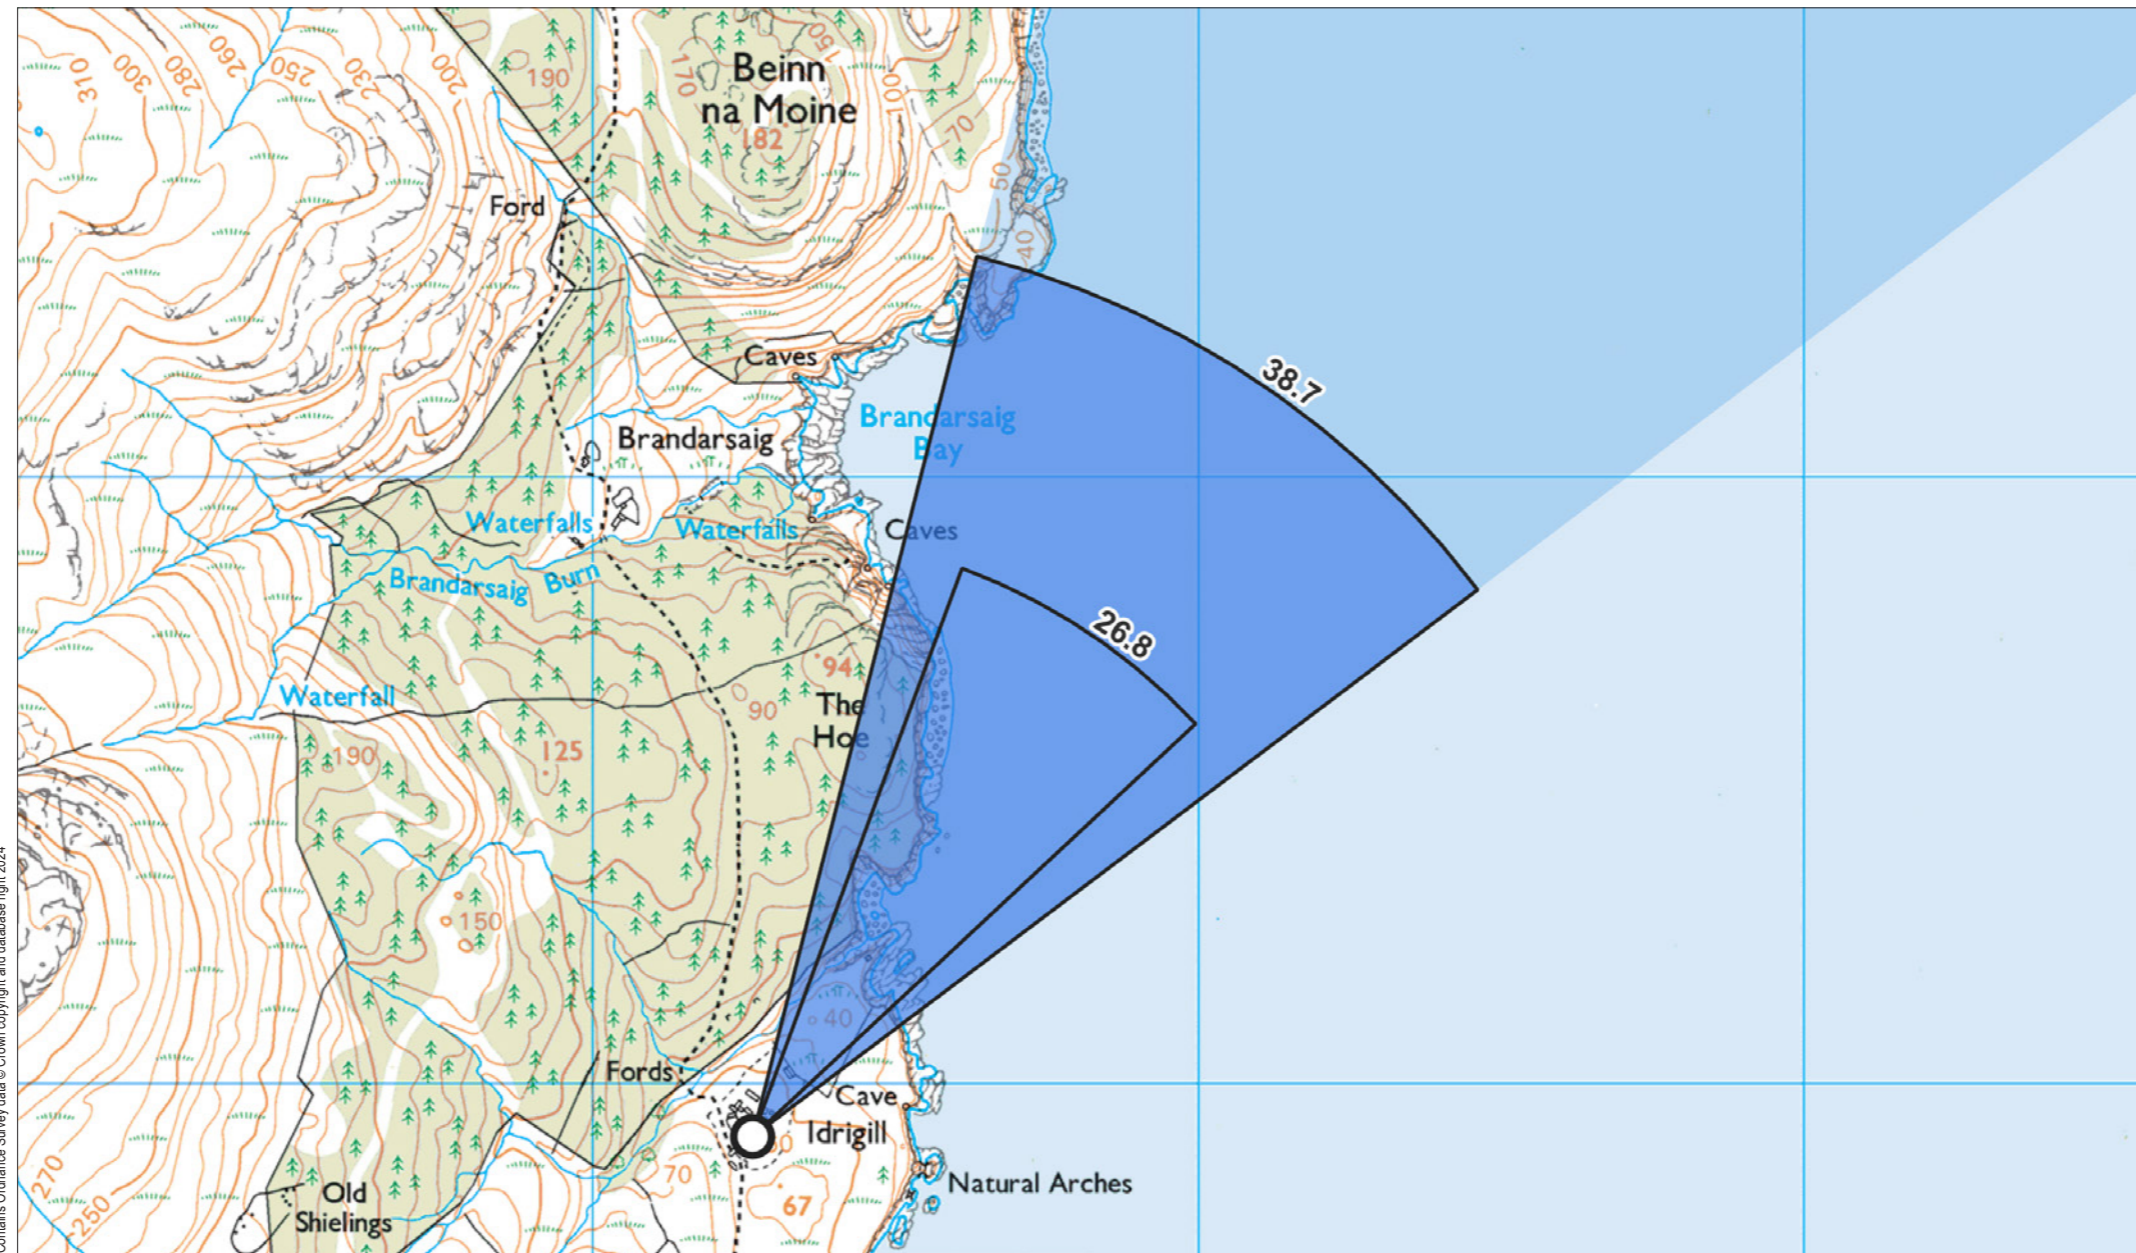 310
300
280
260
250
230
200
190
170
Beinn
na Moine
182
150
100
70
50
40
Ford
Caves
38.7
Brandarsaig
Bay
Brandarsaig
Waterfalls
Waterfalls
Caves
Brandarsaig Burn
26.8
94
Waterfall
The
Hoe
90
190
125
150
40
Fords
Cave
Idrigill
70
67
Natural Arches
Old
Shielings
270
250
Contains Ordnance Survey data © Crown copyright and database right 2024